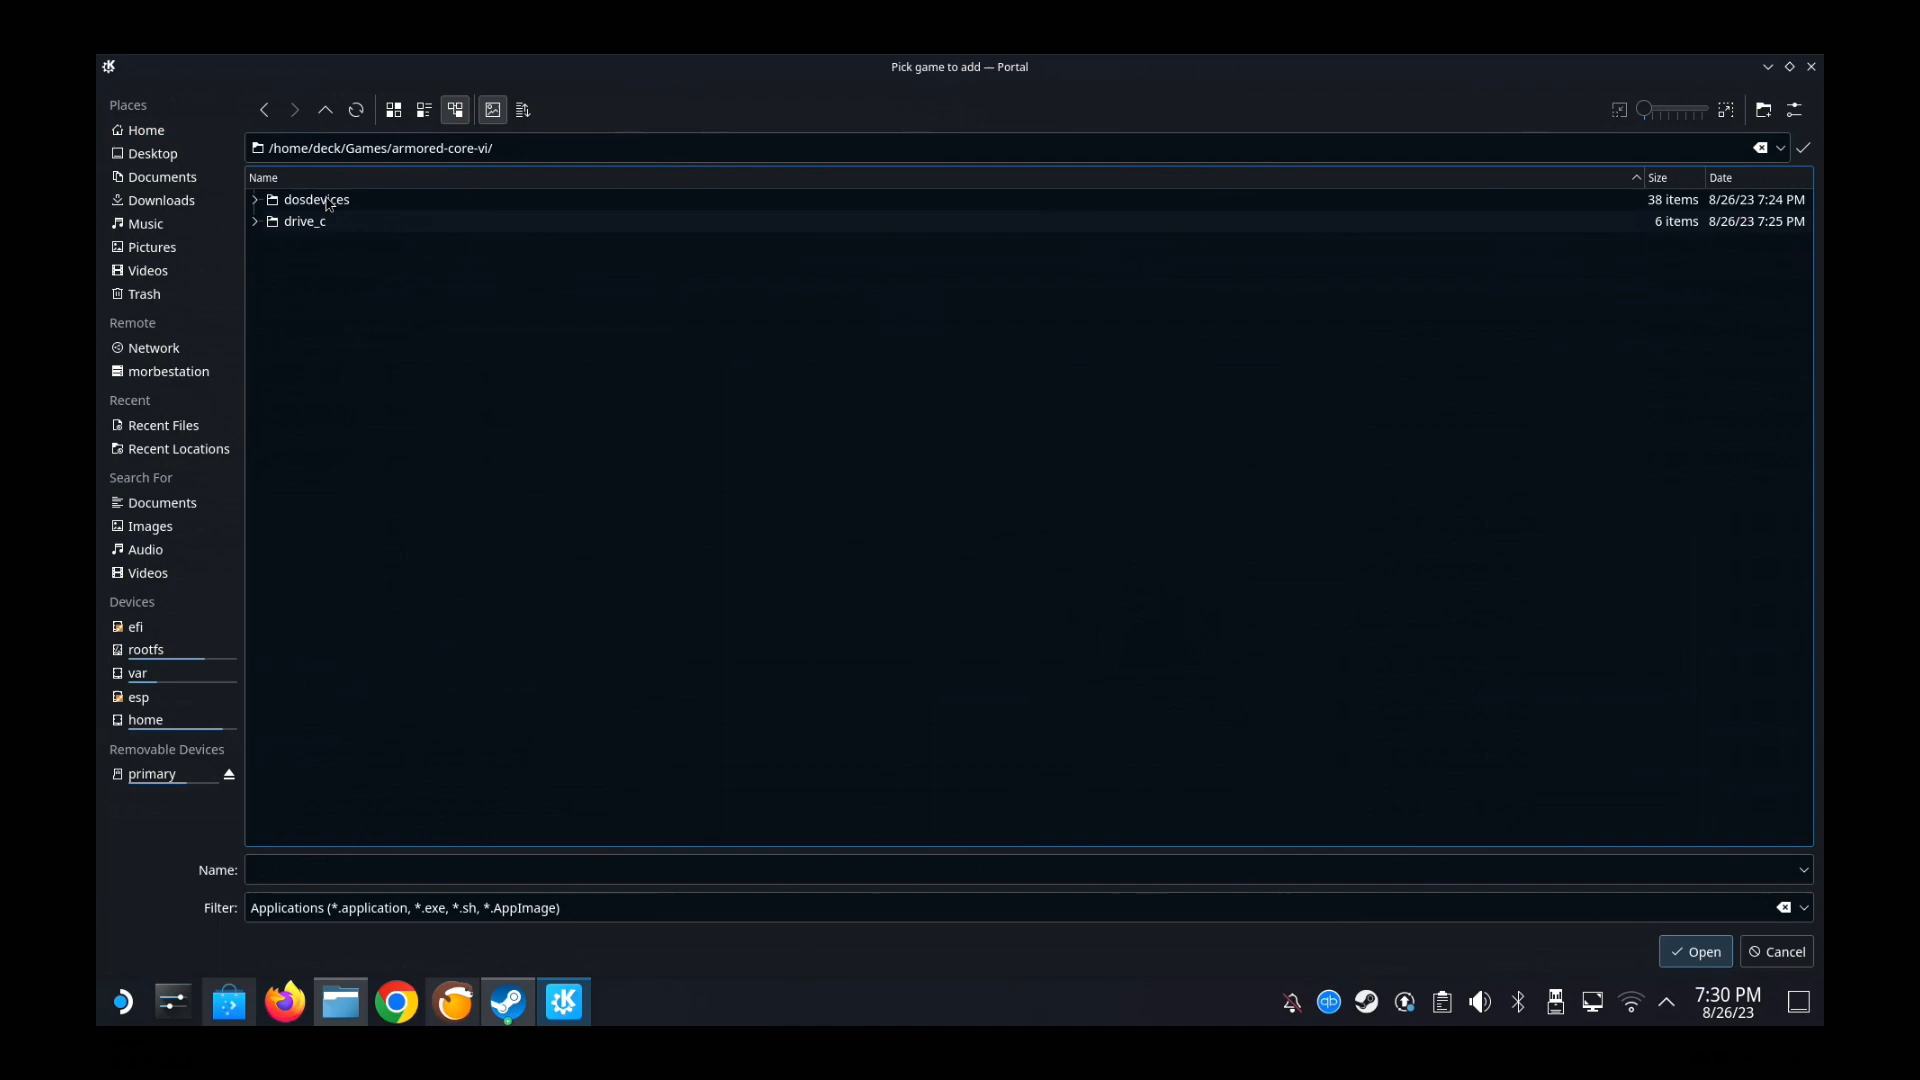 Pick game to add — Portal
Places
Home
Desktop
Documents
Downloads
Music
Pictures
Videos
Trash
Remote
Network
morbestation
Recent
Recent Files
Recent Locations
Search For
Documents
Images
Audio
Videos
Devices
efi
rootfs
var
esp
home
Removable Devices
primary
/home/deck/Games/armored-core-vi/
Name Size Date
dosdevices 38 items 8/26/23 7:24 PM
drive_c 6 items 8/26/23 7:25 PM
Name:
Filter: Applications (*.application, *.exe, *.sh, *.AppImage)
Open Cancel
qb
7:30 PM
8/26/23